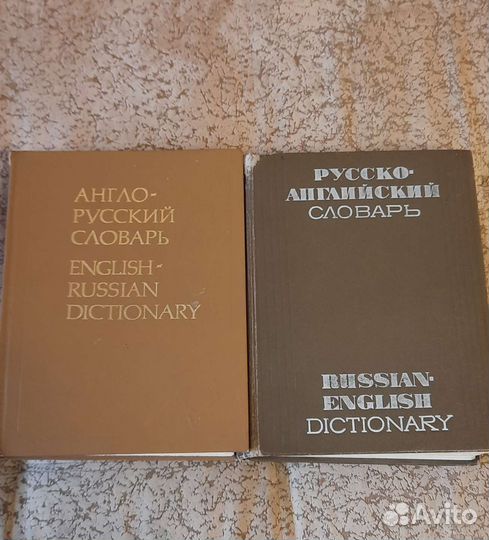 АНГЛО-
РУССКИЙ
СЛОВАРЬ
ENGLISH-
RUSSIAN
DICTIONARY
РУССКО-
АНГЛИЙСКИЙ
СЛОВАРЬ
RUSSIAN-
ENGLISH
DICTIONARY
Avito